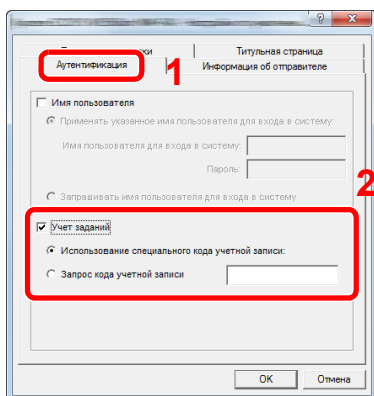 Титульная страница
Аутентификация
Информация об отправителе
1
Имя пользователя
Применять указанное имя пользователя для входа в систему:
Имя пользователя для входа в систему:
Пароль:
Запрашивать имя пользователя для входа в систему
2
Учет заданий
Использование специального кода учетной записи:
Запрос кода учетной записи
OK
Отмена